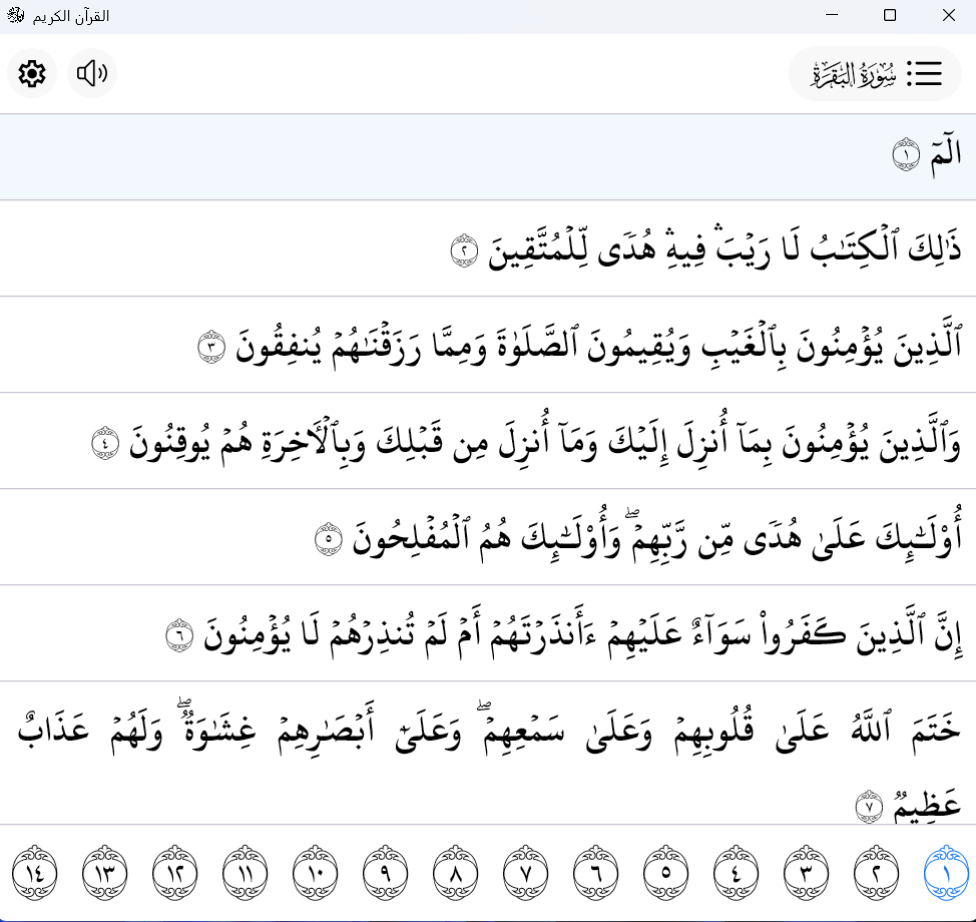 القرآن الكريم
سُورَةُ البَقَرَةِ
الٓمٓ ١
ذَٰلِكَ ٱلۡكِتَٰبُ لَا رَيۡبَۛ فِيهِۛ هُدٗى لِّلۡمُتَّقِينَ ٢
ٱلَّذِينَ يُؤۡمِنُونَ بِٱلۡغَيۡبِ وَيُقِيمُونَ ٱلصَّلَوٰةَ وَمِمَّا رَزَقۡنَٰهُمۡ يُنفِقُونَ ٣
وَٱلَّذِينَ يُؤۡمِنُونَ بِمَآ أُنزِلَ إِلَيۡكَ وَمَآ أُنزِلَ مِن قَبۡلِكَ وَبِٱلۡأٓخِرَةِ هُمۡ يُوقِنُونَ ٤
أُوْلَٰٓئِكَ عَلَىٰ هُدٗى مِّن رَّبِّهِمۡۖ وَأُوْلَٰٓئِكَ هُمُ ٱلۡمُفۡلِحُونَ ٥
إِنَّ ٱلَّذِينَ كَفَرُواْ سَوَآءٌ عَلَيۡهِمۡ ءَأَنذَرۡتَهُمۡ أَمۡ لَمۡ تُنذِرۡهُمۡ لَا يُؤۡمِنُونَ ٦
خَتَمَ ٱللَّهُ عَلَىٰ قُلُوبِهِمۡ وَعَلَىٰ سَمۡعِهِمۡۖ وَعَلَىٰٓ أَبۡصَٰرِهِمۡ غِشَٰوَةٞۖ وَلَهُمۡ عَذَابٌ
عَظِيمٞ ٧
١ ٢ ٣ ٤ ٥ ٦ ٧ ٨ ٩ ١٠ ١١ ١٢ ١٣ ١٤